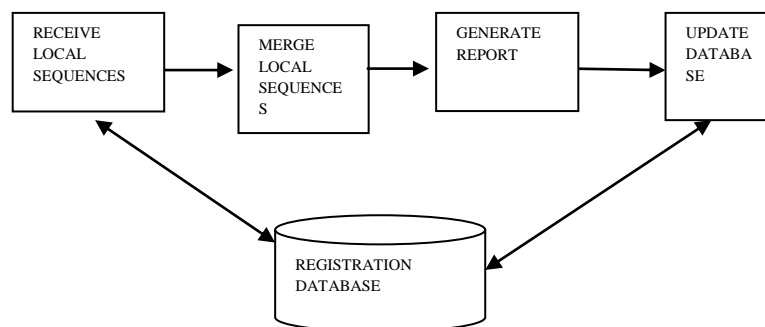 RECEIVE
LOCAL
SEQUENCES
MERGE
LOCAL
SEQUENCE
S
GENERATE
REPORT
UPDATE
DATABA
SE
REGISTRATION
DATABASE